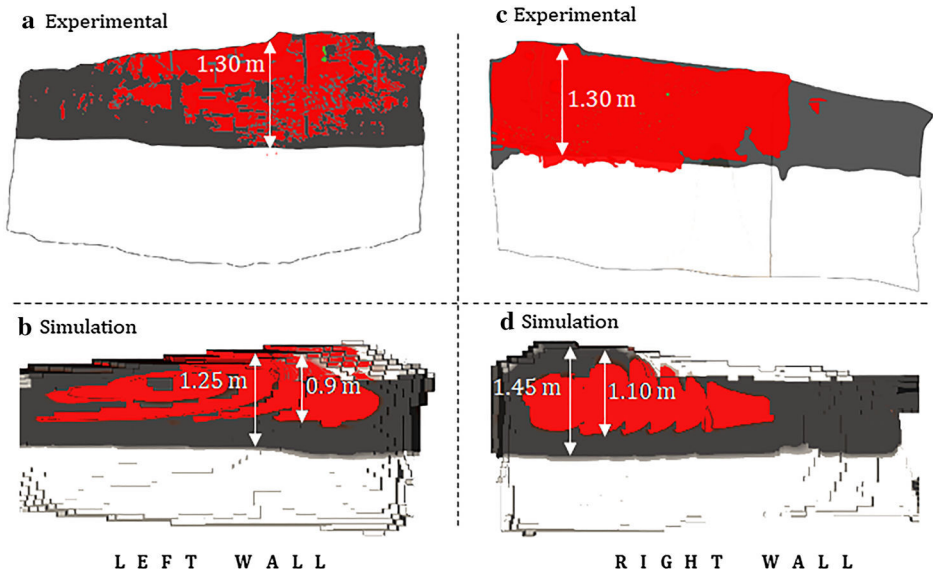 a Experimental
1.30 m
c Experimental
1.30 m
b Simulation
1.25 m
0.9 m
d Simulation
1.45 m
1.10 m
LEFT WALL
RIGHT WALL